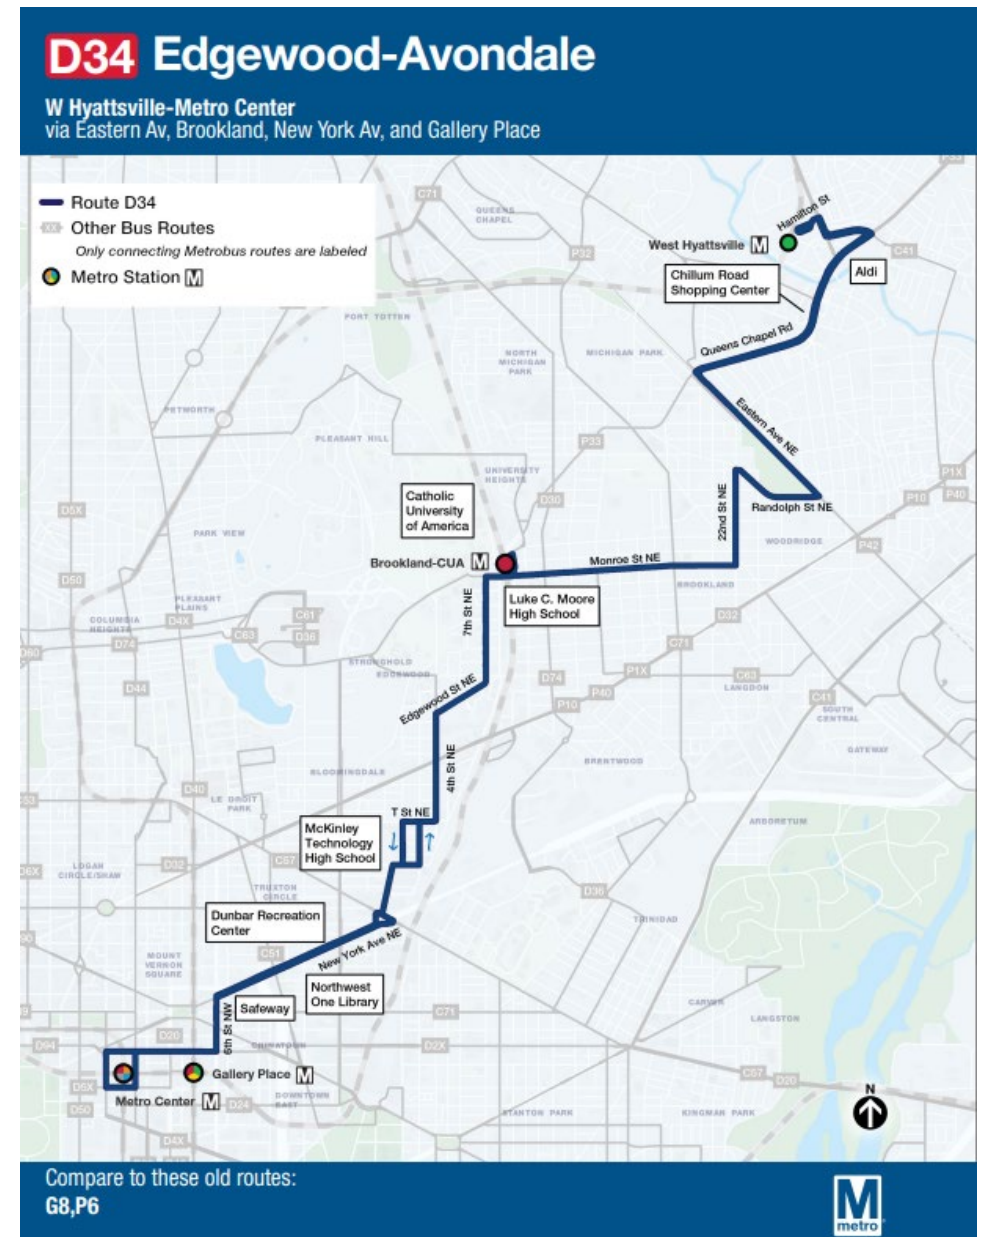 D34 Edgewood-Avondale
W Hyattsville-Metro Center
via Eastern Av, Brookland, New York Av, and Gallery Place
Route D34
XX Other Bus Routes
Only connecting Metrobus routes are labeled
Metro Station M
P33
C71
QUEENS
CHAPEL
Hamilton St
West Hyattsville M
P32
C41
Chillum Road
Shopping Center
Aldi
FORT TOTTEN
Queens Chapel Rd
NORTH
MICHIGAN
PARK
MICHIGAN PARK
PETWORTH
Eastern Ave NE
PLEASANT HILL
P33
UNIVERSITY
HEIGHTS
P1X
Catholic
University
of America
D30
22nd St NE
P10
P40
Randolph St NE
D5X
PARK VIEW
WOODRIDGE
P42
Brookland-CUA M
Monroe St NE
D50
BROOKLAND
PLEASANT
PLAINS
Luke C. Moore
High School
7th St NE
COLUMBIA
HEIGHTS
D4X
C61
D32
D74
C63
D36
C71
D80
STRONGHOLD
EDGEWOOD
P1X
D74
C63
D44
Edgewood St NE
P40
LANGDON
P10
C41
SOUTH
CENTRAL
GATEWAY
4th St NE
BRENTWOOD
BLOOMINGDALE
D40
LE DROIT
PARK
T St NE
ARBORETUM
McKinley
Technology
High School
LOGAN
CIRCLE/SHAW
D32
C57
TRUXTON
CIRCLE
D36
Dunbar Recreation
Center
TRINIDAD
New York Ave NE
C51
MOUNT
VERNON
SQUARE
Northwest
One Library
Safeway
CARVER
C71
LANGSTON
6th St NW
D26
D94
CHINATOWN
D2X
Gallery Place M
C57
D20
D5X
Metro Center M
D24
DOWNTOWN
EAST
D50
STANTON PARK
KINGMAN PARK
N
D4X
Compare to these old routes:
G8,P6
M
metro